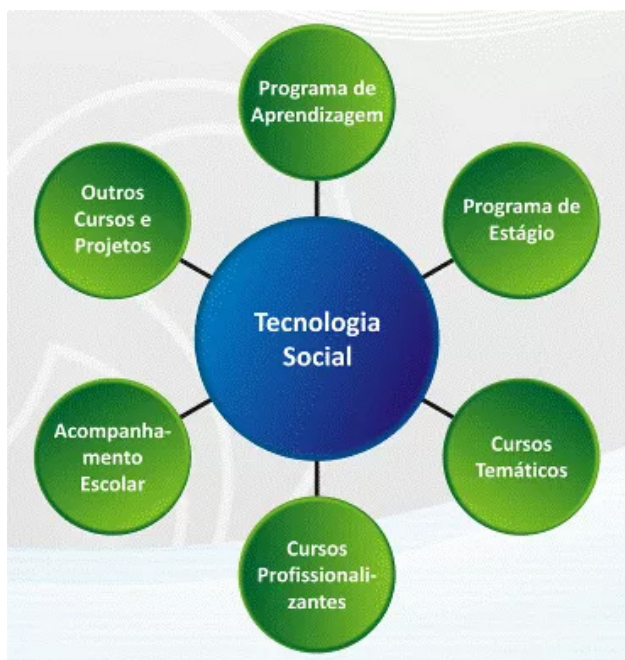 Programa de
Aprendizagem
Outros
Cursos e
Projetos
Programa de
Estágio
Tecnologia
Social
Acompanha-
mento
Escolar
Cursos
Temáticos
Cursos
Profissionali-
zantes